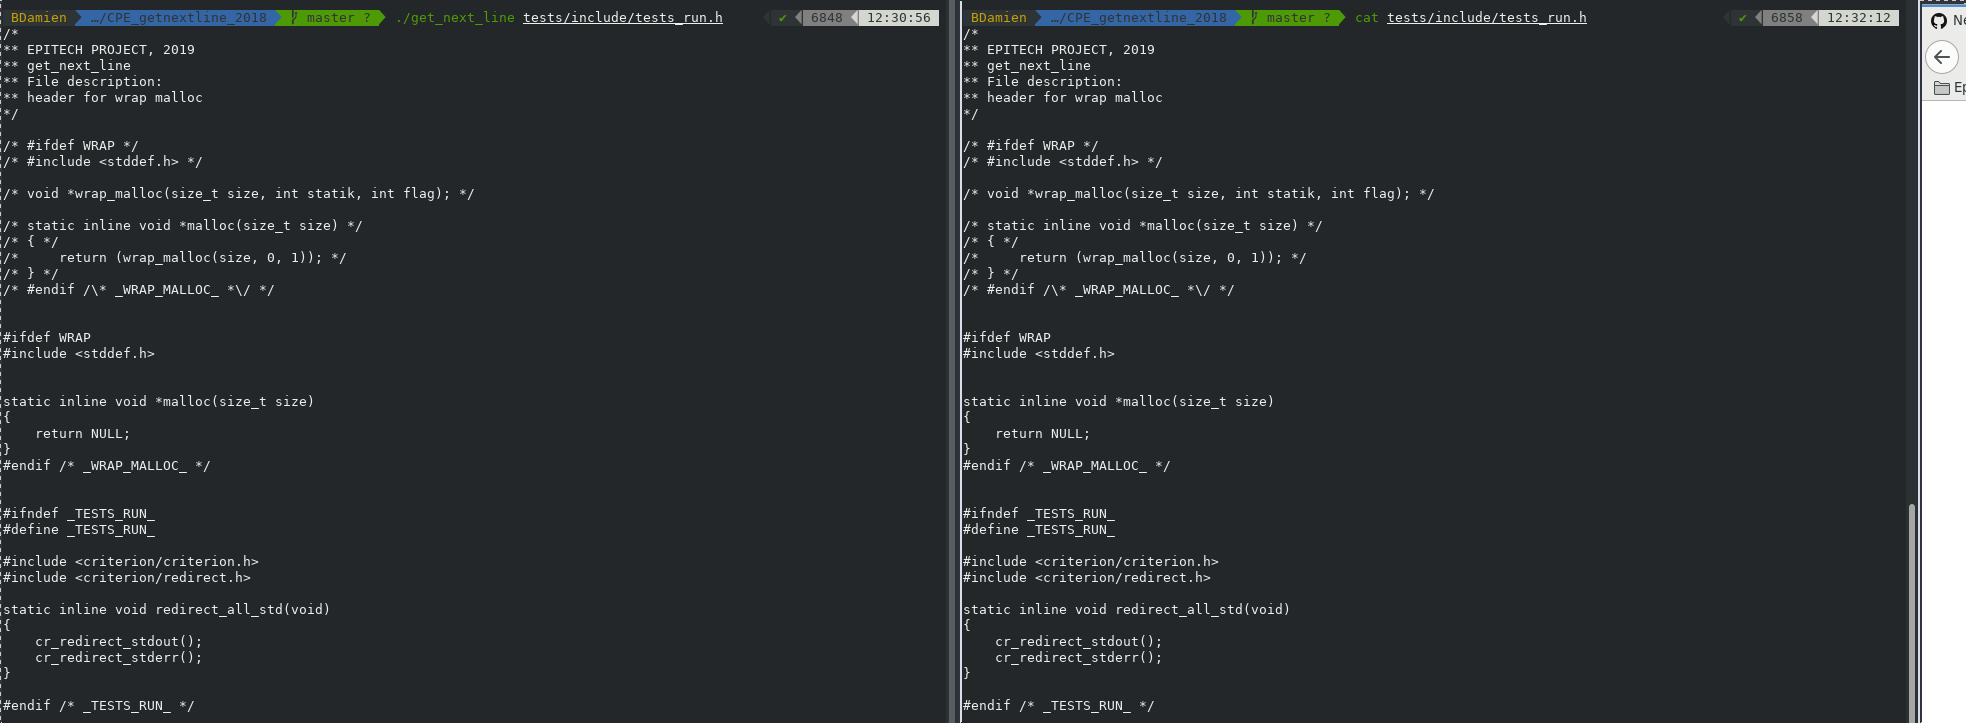 BDamien …/CPE_getnextline_2018 master ? ./get_next_line tests/include/tests_run.h ✔ 6848 12:30:56
/*
** EPITECH PROJECT, 2019
** get_next_line
** File description:
** header for wrap malloc
*/
/* #ifdef WRAP */
/* #include <stddef.h> */
/* void *wrap_malloc(size_t size, int statik, int flag); */
/* static inline void *malloc(size_t size) */
/* { */
/*     return (wrap_malloc(size, 0, 1)); */
/* } */
/* #endif /\* _WRAP_MALLOC_ *\/ */
#ifdef WRAP
#include <stddef.h>
static inline void *malloc(size_t size)
{
    return NULL;
}
#endif /* _WRAP_MALLOC_ */
#ifndef _TESTS_RUN_
#define _TESTS_RUN_
#include <criterion/criterion.h>
#include <criterion/redirect.h>
static inline void redirect_all_std(void)
{
    cr_redirect_stdout();
    cr_redirect_stderr();
}
#endif /* _TESTS_RUN_ */
BDamien …/CPE_getnextline_2018 master ? cat tests/include/tests_run.h ✔ 6858 12:32:12
/*
** EPITECH PROJECT, 2019
** get_next_line
** File description:
** header for wrap malloc
*/
/* #ifdef WRAP */
/* #include <stddef.h> */
/* void *wrap_malloc(size_t size, int statik, int flag); */
/* static inline void *malloc(size_t size) */
/* { */
/*     return (wrap_malloc(size, 0, 1)); */
/* } */
/* #endif /\* _WRAP_MALLOC_ *\/ */
#ifdef WRAP
#include <stddef.h>
static inline void *malloc(size_t size)
{
    return NULL;
}
#endif /* _WRAP_MALLOC_ */
#ifndef _TESTS_RUN_
#define _TESTS_RUN_
#include <criterion/criterion.h>
#include <criterion/redirect.h>
static inline void redirect_all_std(void)
{
    cr_redirect_stdout();
    cr_redirect_stderr();
}
#endif /* _TESTS_RUN_ */